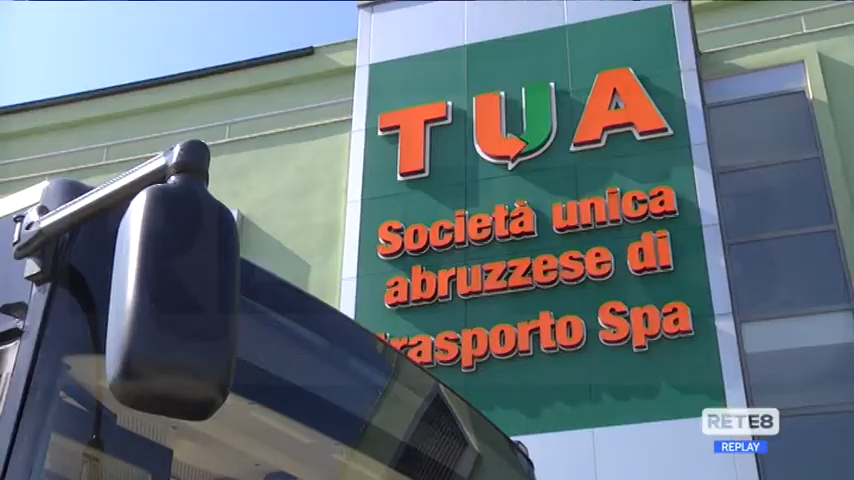 TUA
Società unica
abruzzese di
trasporto Spa
RETE8
REPLAY